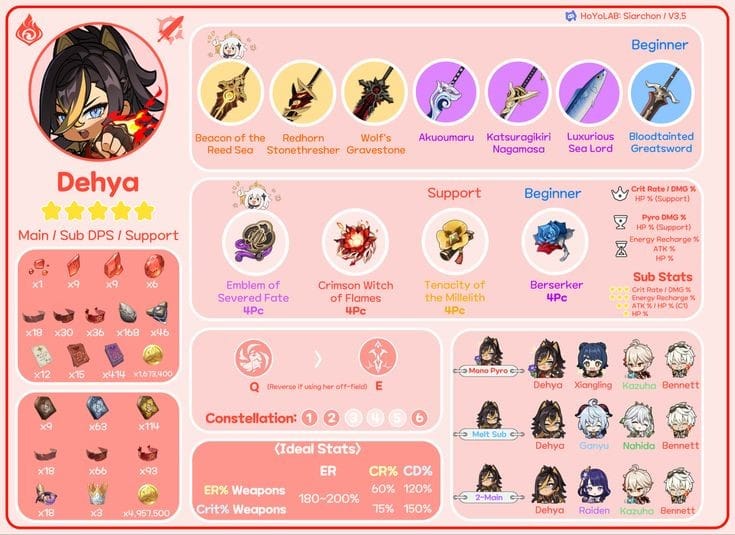 HoYoLAB: Siarchon / V3.5
Dehya
Main / Sub DPS / Support
x1
x9
x9
x6
x18
x30
x36
x168
x46
x12
x15
x414
x1,673,400
x9
x63
x114
x18
x66
x93
x18
x3
x4,957,500
Beginner
Beacon of the
Reed Sea
Redhorn
Stonethresher
Wolf's
Gravestone
Akuoumaru
Katsuragikiri
Nagamasa
Luxurious
Sea Lord
Bloodtainted
Greatsword
Support
Beginner
Emblem of
Severed Fate
4Pc
Crimson Witch
of Flames
4Pc
Tenacity of
the Millelith
4Pc
Berserker
4Pc
Crit Rate / DMG %
HP % (Support)
Pyro DMG %
HP % (Support)
Energy Recharge %
ATK %
HP %
Sub Stats
Crit Rate / DMG %
Energy Recharge %
ATK % / HP % (C1)
HP %
Q
(Reverse if using her off-field)
E
Constellation: 1 2 3 4 5 6
<Ideal Stats>
ER CR% CD%
ER% Weapons
180~200%
60% 120%
Crit% Weapons
75% 150%
Mono Pyro
Dehya Xiangling Kazuha Bennett
Melt Sub
Dehya Ganyu Nahida Bennett
2-Main
Dehya Raiden Kazuha Bennett